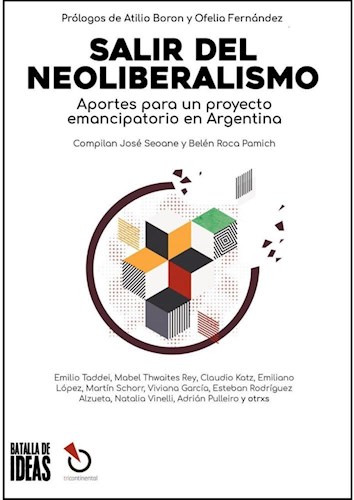 Prólogos de Atilio Boron y Ofelia Fernández
SALIR DEL
NEOLIBERALISMO
Aportes para un proyecto
emancipatorio en Argentina
Compilan José Seoane y Belén Roca Pamich
Emilio Taddei, Mabel Thwaites Rey, Claudio Katz, Emiliano
López, Martín Schorr, Viviana García, Esteban Rodríguez
Alzueta, Natalia Vinelli, Adrián Pulleiro y otrxs
BATALLA DE
IDEAS
tricontinental